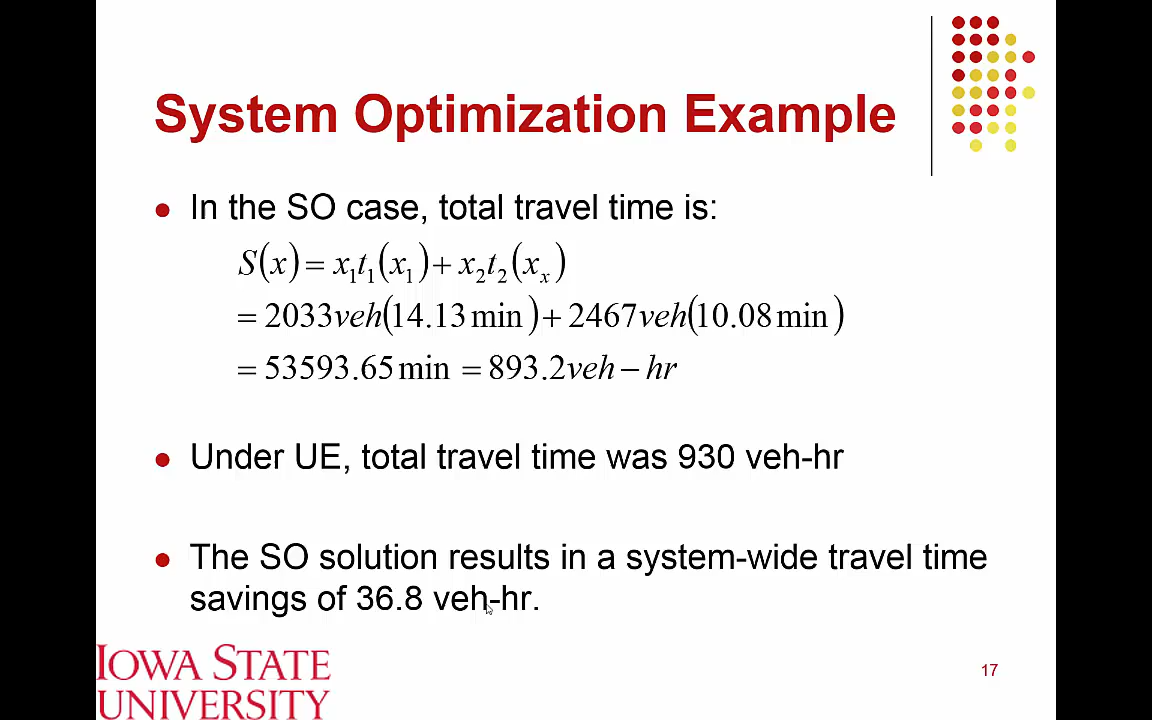 System Optimization Example
In the SO case, total travel time is:
S(x) = x₁t₁(x₁) + x₂t₂(xₓ)
= 2033veh(14.13 min) + 2467veh(10.08 min)
= 53593.65 min = 893.2veh – hr
Under UE, total travel time was 930 veh-hr
The SO solution results in a system-wide travel time
savings of 36.8 veh-hr.
IOWA STATE
UNIVERSITY
17